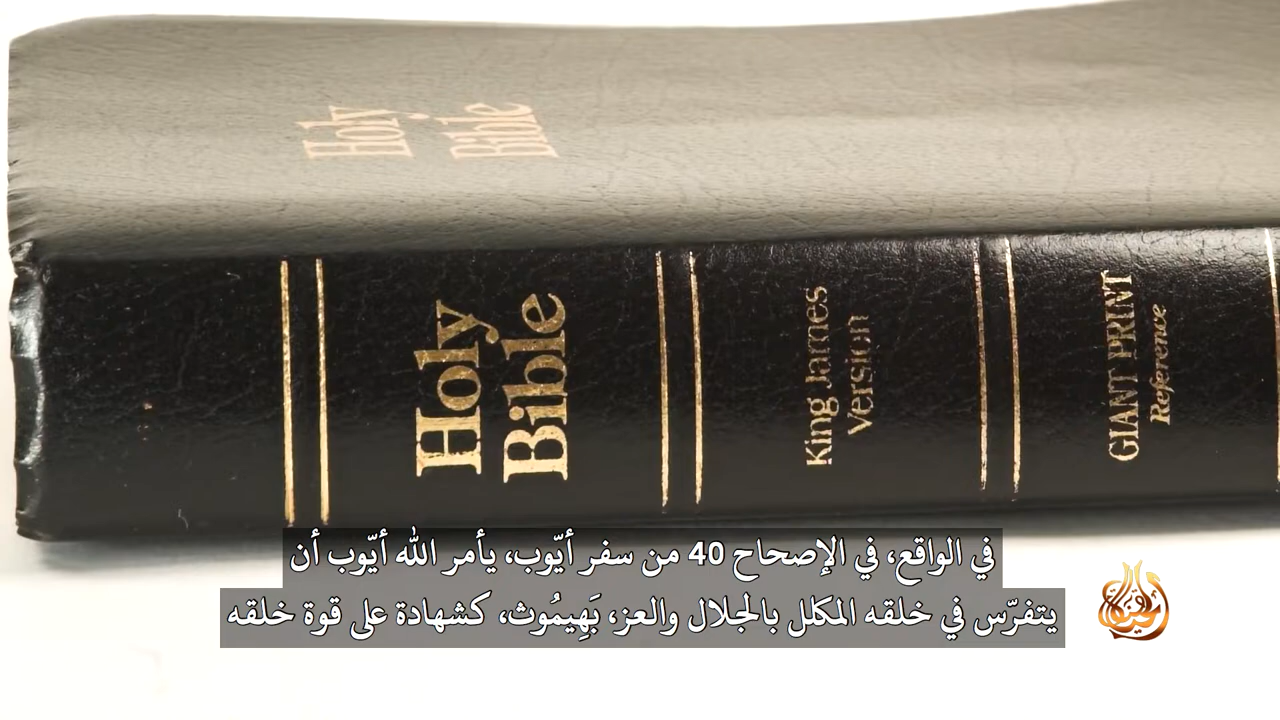 Holy
Bible
Holy
Bible
King James
Version
GIANT PRINT
Reference
في الواقع، في الإصحاح 40 من سفر أيّوب، يأمر الله أيّوب أن
يتفرّس في خلقه المكلل بالجلال والعز، بَهِيمُوث، كشهادة على قوة خلقه